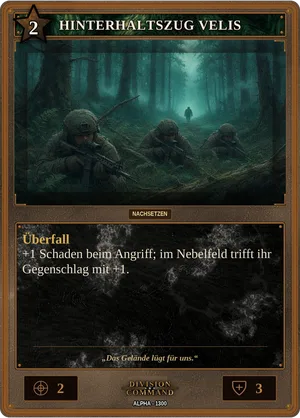 2
HINTERHALTSZUG VELIS
NACHSETZEN
Überfall
+1 Schaden beim Angriff; im Nebelfeld trifft ihr
Gegenschlag mit +1.
„Das Gelände lügt für uns.“
2
DIVISION
COMMAND
ALPHA - 1300
3